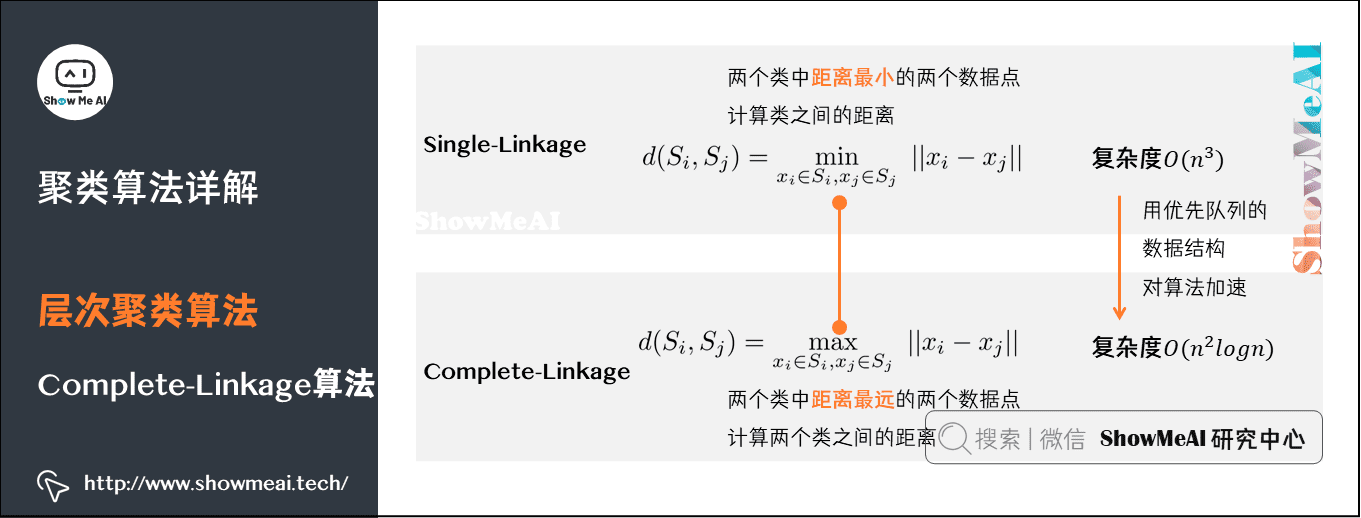 Show Me AI
聚类算法详解
层次聚类算法
Complete-Linkage算法
http://www.showmeai.tech/
两个类中距离最小的两个数据点
计算类之间的距离
Single-Linkage
d(S_i, S_j) = min_{x_i∈S_i,x_j∈S_j} ||x_i − x_j||
复杂度O(n³)
ShowMeAI
ShowMeAI
用优先队列的
数据结构
对算法加速
d(S_i, S_j) = max_{x_i∈S_i,x_j∈S_j} ||x_i − x_j||
复杂度O(n²logn)
Complete-Linkage
两个类中距离最远的两个数据点
计算两个类之间的距离
搜索 | 微信 ShowMeAI 研究中心